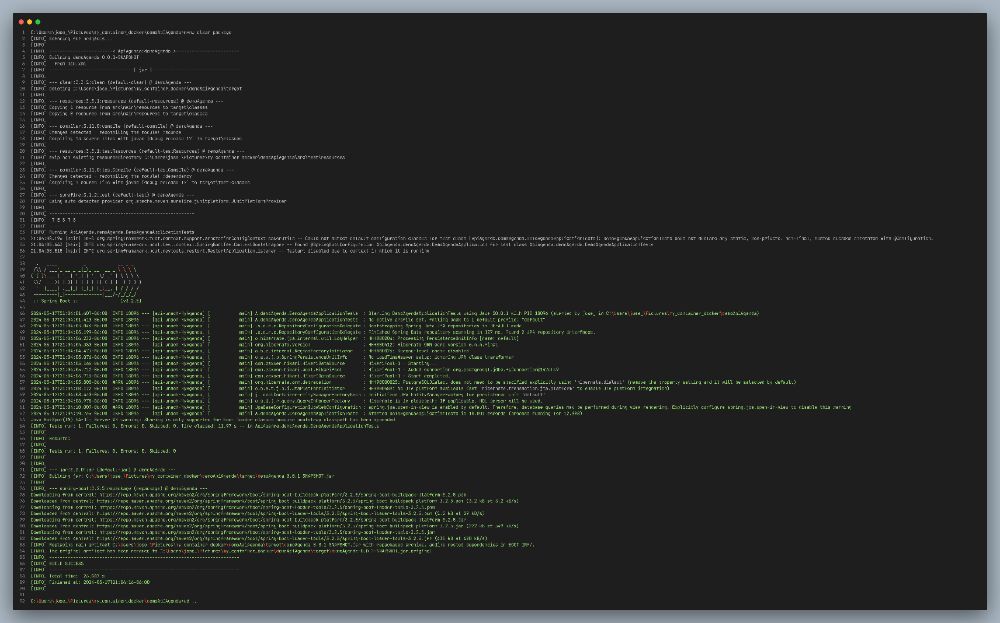 1 C:\Users\jose_\Pictures\my_container_docker\demoApiAgenda>mvnw clean package
2 [INFO] Scanning for projects...
3 [INFO]
4 [INFO] ------------------------< ApiAgenda:demoAgenda >------------------------
5 [INFO] Building demoAgenda 0.0.1-SNAPSHOT
6 [INFO]   from pom.xml
7 [INFO] --------------------------------[ jar ]---------------------------------
8 [INFO]
9 [INFO] --- clean:3.3.2:clean (default-clean) @ demoAgenda ---
10 [INFO] Deleting C:\Users\jose_\Pictures\my_container_docker\demoApiAgenda\target
11 [INFO]
12 [INFO] --- resources:3.3.1:resources (default-resources) @ demoAgenda ---
13 [INFO] Copying 1 resource from src\main\resources to target\classes
14 [INFO] Copying 0 resource from src\main\resources to target\classes
15 [INFO]
16 [INFO] --- compiler:3.11.0:compile (default-compile) @ demoAgenda ---
17 [INFO] Changes detected - recompiling the module! :source
18 [INFO] Compiling 13 source files with javac [debug release 17] to target\classes
19 [INFO]
20 [INFO] --- resources:3.3.1:testResources (default-testResources) @ demoAgenda ---
21 [INFO] skip non existing resourceDirectory C:\Users\jose_\Pictures\my_container_docker\demoApiAgenda\src\test\resources
22 [INFO]
23 [INFO] --- compiler:3.11.0:testCompile (default-testCompile) @ demoAgenda ---
24 [INFO] Changes detected - recompiling the module! :dependency
25 [INFO] Compiling 1 source file with javac [debug release 17] to target\test-classes
26 [INFO]
27 [INFO] --- surefire:3.1.2:test (default-test) @ demoAgenda ---
28 [INFO] Using auto detected provider org.apache.maven.surefire.junitplatform.JUnitPlatformProvider
29 [INFO]
30 [INFO] -------------------------------------------------------
31 [INFO]  T E S T S
32 [INFO] -------------------------------------------------------
33 [INFO] Running ApiAgenda.demoAgenda.DemoAgendaApplicationTests
34 21:04:00.196 [main] INFO org.springframework.test.context.support.AnnotationConfigContextLoaderUtils -- Could not detect default configuration classes for test class [ApiAgenda.demoAgenda.DemoAgendaApplicationTests]: DemoAgendaApplicationTests does not declare any static, non-private, non-final, nested classes annotated with @Configuration.
35 21:04:00.443 [main] INFO org.springframework.boot.test.context.SpringBootTestContextBootstrapper -- Found @SpringBootConfiguration ApiAgenda.demoAgenda.DemoAgendaApplication for test class ApiAgenda.demoAgenda.DemoAgendaApplicationTests
36 21:04:00.815 [main] INFO org.springframework.boot.devtools.restart.RestartApplicationListener -- Restart disabled due to context in which it is running
37
38   .   ____          _            __ _ _
39  /\\ / ___'_ __ _ _(_)_ __  __ _ \ \ \ \
40 ( ( )\___ | '_ | '_| | '_ \/ _` | \ \ \ \
41  \\/  ___)| |_)| | | | | || (_| |  ) ) ) )
42   '  |____| .__|_| |_|_| |_\__, | / / / /
43  =========|_|==============|___/=/_/_/_/
44  :: Spring Boot ::                (v3.2.5)
45
46 2024-05-17T21:04:01.407-06:00  INFO 18096 --- [api-unach-MyAgenda] [           main] A.demoAgenda.DemoAgendaApplicationTests  : Starting DemoAgendaApplicationTests using Java 20.0.1 with PID 18096 (started by jose_ in C:\Users\jose_\Pictures\my_container_docker\demoApiAgenda)
47 2024-05-17T21:04:01.410-06:00  INFO 18096 --- [api-unach-MyAgenda] [           main] A.demoAgenda.DemoAgendaApplicationTests  : No active profile set, falling back to 1 default profile: "default"
48 2024-05-17T21:04:03.046-06:00  INFO 18096 --- [api-unach-MyAgenda] [           main] .s.d.r.c.RepositoryConfigurationDelegate : Bootstrapping Spring Data JPA repositories in DEFAULT mode.
49 2024-05-17T21:04:03.199-06:00  INFO 18096 --- [api-unach-MyAgenda] [           main] .s.d.r.c.RepositoryConfigurationDelegate : Finished Spring Data repository scanning in 127 ms. Found 2 JPA repository interfaces.
50 2024-05-17T21:04:04.232-06:00  INFO 18096 --- [api-unach-MyAgenda] [           main] o.hibernate.jpa.internal.util.LogHelper  : HHH000204: Processing PersistenceUnitInfo [name: default]
51 2024-05-17T21:04:04.380-06:00  INFO 18096 --- [api-unach-MyAgenda] [           main] org.hibernate.Version                    : HHH000412: Hibernate ORM core version 6.4.4.Final
52 2024-05-17T21:04:04.473-06:00  INFO 18096 --- [api-unach-MyAgenda] [           main] o.h.c.internal.RegionFactoryInitiator    : HHH000026: Second-level cache disabled
53 2024-05-17T21:04:05.076-06:00  INFO 18096 --- [api-unach-MyAgenda] [           main] o.s.o.j.p.SpringPersistenceUnitInfo      : No LoadTimeWeaver setup: ignoring JPA class transformer
54 2024-05-17T21:04:05.166-06:00  INFO 18096 --- [api-unach-MyAgenda] [           main] com.zaxxer.hikari.HikariDataSource       : HikariPool-1 - Starting...
55 2024-05-17T21:04:05.712-06:00  INFO 18096 --- [api-unach-MyAgenda] [           main] com.zaxxer.hikari.pool.HikariPool        : HikariPool-1 - Added connection
56 2024-05-17T21:04:05.715-06:00  INFO 18096 --- [api-unach-MyAgenda] [           main] com.zaxxer.hikari.HikariDataSource       : HikariPool-1 - Start completed.
57 2024-05-17T21:04:05.805-06:00  WARN 18096 --- [api-unach-MyAgenda] [           main] org.hibernate.orm.deprecation            : HHH90000025: PostgreSQLDialect does not need to be specified explicitly using 'hibernate.dialect' (remove the property setting and it will be selected by default)
58 2024-05-17T21:04:08.172-06:00  INFO 18096 --- [api-unach-MyAgenda] [           main] o.h.e.t.j.p.i.JtaPlatformInitiator       : HHH000489: No JTA platform available (set 'hibernate.transaction.jta.platform' to enable JTA platform integration)
59 2024-05-17T21:04:08.430-06:00  INFO 18096 --- [api-unach-MyAgenda] [           main] j.LocalContainerEntityManagerFactoryBean : Initialized JPA EntityManagerFactory for persistence unit 'default'
60 2024-05-17T21:04:08.978-06:00  INFO 18096 --- [api-unach-MyAgenda] [           main] o.s.d.j.r.query.QueryEnhancerFactory     : Hibernate is in classpath; If applicable, HQL parser will be used.
61 2024-05-17T21:04:10.007-06:00  WARN 18096 --- [api-unach-MyAgenda] [           main] JpaBaseConfiguration$JpaWebConfiguration : spring.jpa.open-in-view is enabled by default. Therefore, database queries may be performed during view rendering. Explicitly configure spring.jpa.open-in-view to disable this warning
62 2024-05-17T21:04:10.765-06:00  INFO 18096 --- [api-unach-MyAgenda] [           main] A.demoAgenda.DemoAgendaApplicationTests  : Started DemoAgendaApplicationTests in 10.001 seconds (process running for 12.008)
63 Java HotSpot(TM) 64-Bit Server VM warning: Sharing is only supported for boot loader classes because bootstrap classpath has been appended
64 [INFO] Tests run: 1, Failures: 0, Errors: 0, Skipped: 0, Time elapsed: 11.97 s -- in ApiAgenda.demoAgenda.DemoAgendaApplicationTests
65 [INFO]
66 [INFO] Results:
67 [INFO]
68 [INFO] Tests run: 1, Failures: 0, Errors: 0, Skipped: 0
69 [INFO]
70 [INFO]
71 [INFO] --- jar:3.3.0:jar (default-jar) @ demoAgenda ---
72 [INFO] Building jar: C:\Users\jose_\Pictures\my_container_docker\demoApiAgenda\target\demoAgenda-0.0.1-SNAPSHOT.jar
73 [INFO]
74 [INFO] --- spring-boot:3.2.5:repackage (repackage) @ demoAgenda ---
75 Downloading from central: https://repo.maven.apache.org/maven2/org/springframework/boot/spring-boot-buildpack-platform/3.2.5/spring-boot-buildpack-platform-3.2.5.pom
76 Downloaded from central: https://repo.maven.apache.org/maven2/org/springframework/boot/spring-boot-buildpack-platform/3.2.5/spring-boot-buildpack-platform-3.2.5.pom (3.2 kB at 3.2 kB/s)
77 Downloading from central: https://repo.maven.apache.org/maven2/org/springframework/boot/spring-boot-loader-tools/3.2.5/spring-boot-loader-tools-3.2.5.pom
78 Downloaded from central: https://repo.maven.apache.org/maven2/org/springframework/boot/spring-boot-loader-tools/3.2.5/spring-boot-loader-tools-3.2.5.pom (2.2 kB at 29 kB/s)
79 Downloading from central: https://repo.maven.apache.org/maven2/org/springframework/boot/spring-boot-buildpack-platform/3.2.5/spring-boot-buildpack-platform-3.2.5.jar
80 Downloaded from central: https://repo.maven.apache.org/maven2/org/springframework/boot/spring-boot-buildpack-platform/3.2.5/spring-boot-buildpack-platform-3.2.5.jar (272 kB at 549 kB/s)
81 Downloading from central: https://repo.maven.apache.org/maven2/org/springframework/boot/spring-boot-loader-tools/3.2.5/spring-boot-loader-tools-3.2.5.jar
82 Downloaded from central: https://repo.maven.apache.org/maven2/org/springframework/boot/spring-boot-loader-tools/3.2.5/spring-boot-loader-tools-3.2.5.jar (435 kB at 420 kB/s)
83 [INFO] Replacing main artifact C:\Users\jose_\Pictures\my_container_docker\demoApiAgenda\target\demoAgenda-0.0.1-SNAPSHOT.jar with repackaged archive, adding nested dependencies in BOOT-INF/.
84 [INFO] The original artifact has been renamed to C:\Users\jose_\Pictures\my_container_docker\demoApiAgenda\target\demoAgenda-0.0.1-SNAPSHOT.jar.original
85 [INFO] ------------------------------------------------------------------------
86 [INFO] BUILD SUCCESS
87 [INFO] ------------------------------------------------------------------------
88 [INFO] Total time:  26.807 s
89 [INFO] Finished at: 2024-05-17T21:04:16-06:00
90 [INFO]
91
92 C:\Users\jose_\Pictures\my_container_docker\demoApiAgenda>cd ..